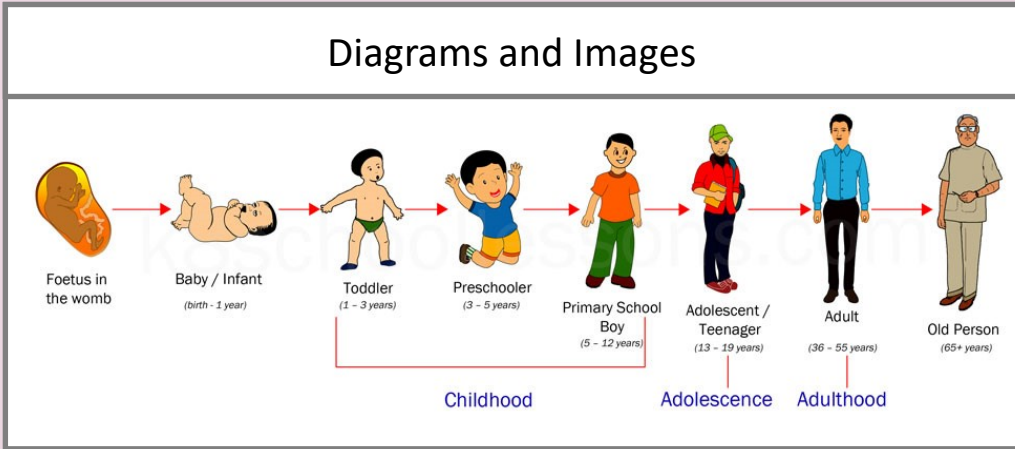 Diagrams and Images
Foetus in
the womb
Baby / Infant
(birth - 1 year)
Toddler
(1 – 3 years)
Preschooler
(3 – 5 years)
Primary School
Boy
(5 – 12 years)
Adolescent /
Teenager
(13 – 19 years)
Adult
(36 – 55 years)
Old Person
(65+ years)
Childhood
Adolescence
Adulthood